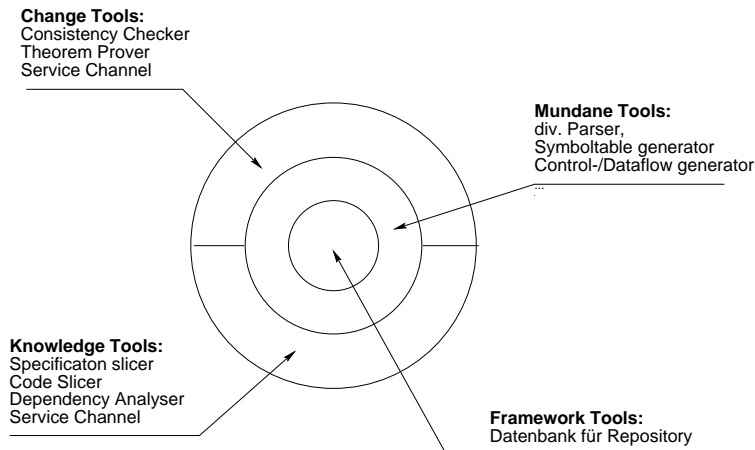 Change Tools:
Consistency Checker
Theorem Prover
Service Channel
Mundane Tools:
div. Parser,
Symboltable generator
Control-/Dataflow generator
...
Knowledge Tools:
Specificaton slicer
Code Slicer
Dependency Analyser
Service Channel
Framework Tools:
Datenbank für Repository